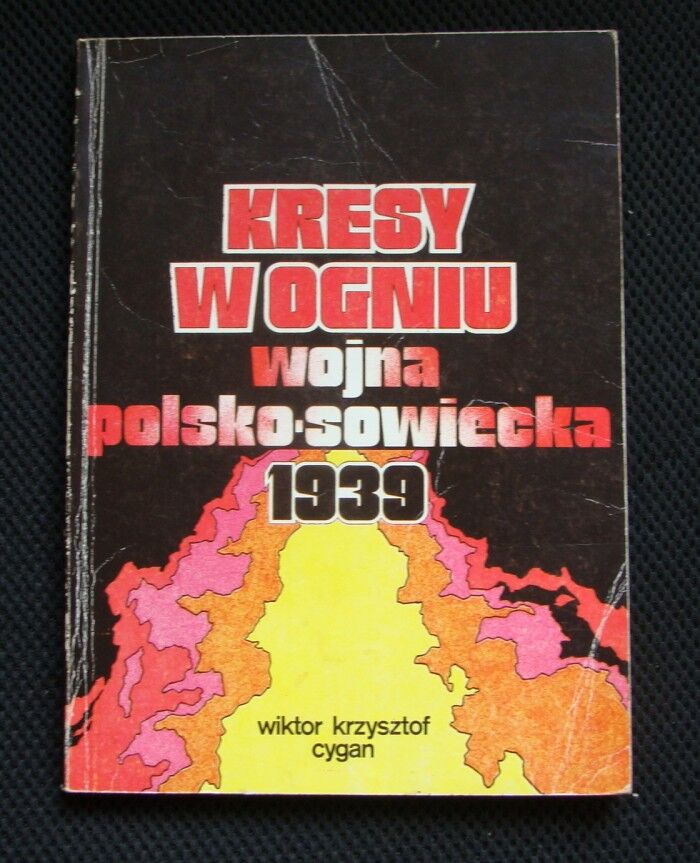 KRESY
W OGNIU
wojna
polsko-sowiecka
1939
wiktor krzysztof
cygan